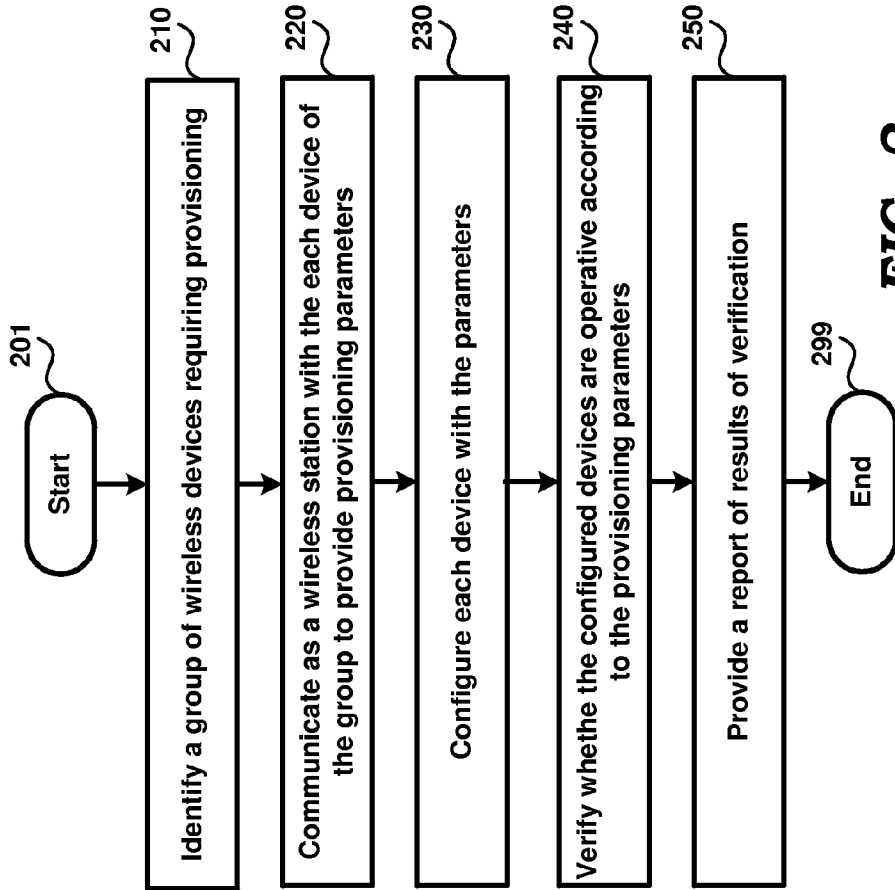 Start
201
Identify a group of wireless devices requiring provisioning
210
Communicate as a wireless station with the each device of
the group to provide provisioning parameters
220
Configure each device with the parameters
230
Verify whethe the configured devices are operative according
to the provisioning parameters
240
Provide a report of results of verification
250
End
299
FIG